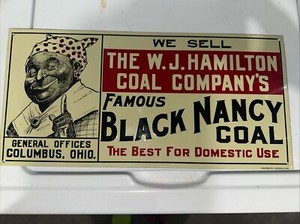 WE SELL
THE W.J. HAMILTON
COAL COMPANY'S
FAMOUS
BLACK NANCY
COAL
THE BEST FOR DOMESTIC USE
GENERAL OFFICES
COLUMBUS, OHIO.